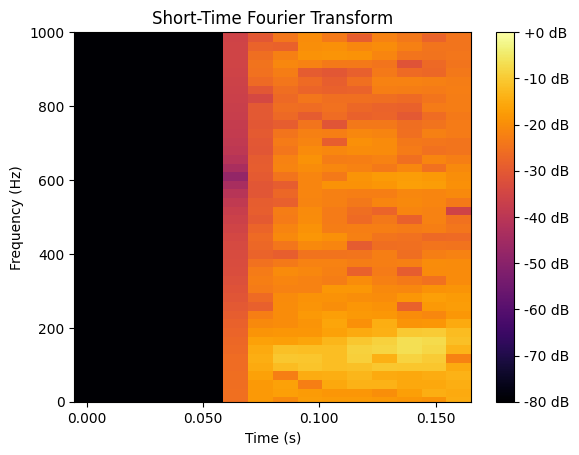 Short-Time Fourier Transform
1000
800
600
400
200
0
Frequency (Hz)
0.000
0.050
0.100
0.150
Time (s)
+0 dB
-10 dB
-20 dB
-30 dB
-40 dB
-50 dB
-60 dB
-70 dB
-80 dB